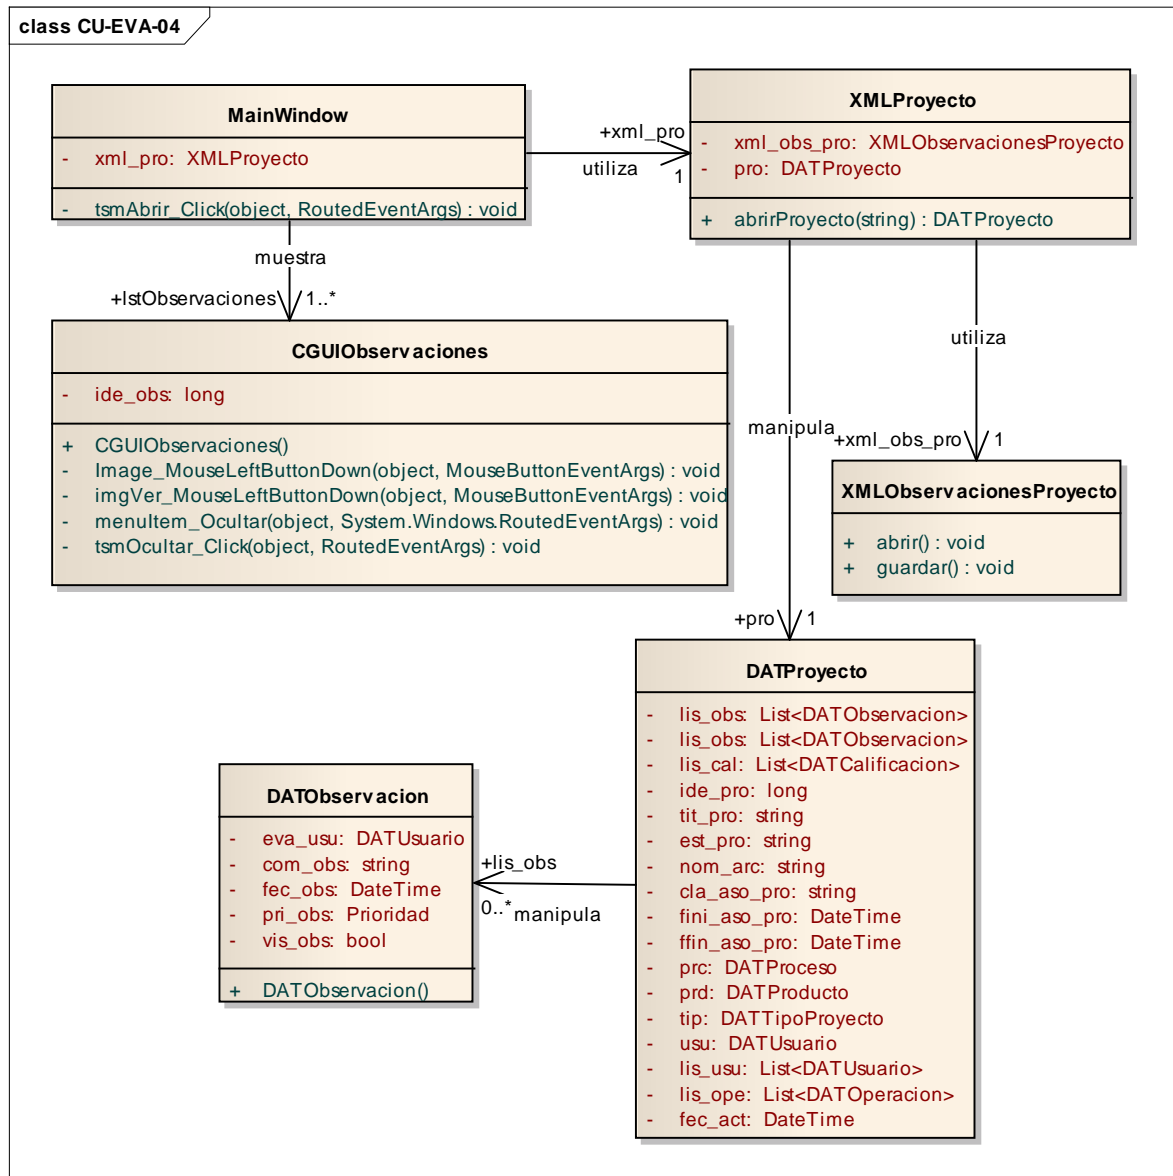 class CU-EVA-04
MainWindow
- xml_pro: XMLProyecto
- tsmAbrir_Click(object, RoutedEventArgs) : void
+xml_pro
utiliza
1
XMLProyecto
- xml_obs_pro: XMLObservacionesProyecto
- pro: DATProyecto
+ abrirProyecto(string) : DATProyecto
muestra
+lstObservaciones
1..*
CGUIObservaciones
- ide_obs: long
+ CGUIObservaciones()
- Image_MouseLeftButtonDown(object, MouseButtonEventArgs) : void
- imgVer_MouseLeftButtonDown(object, MouseButtonEventArgs) : void
- menuItem_Ocultar(object, System.Windows.RoutedEventArgs) : void
- tsmOcultar_Click(object, RoutedEventArgs) : void
utiliza
manipula
+xml_obs_pro
1
XMLObservacionesProyecto
+ abrir() : void
+ guardar() : void
+pro
1
DATProyecto
- lis_obs: List<DATObservacion>
- lis_obs: List<DATObservacion>
- lis_cal: List<DATCalificacion>
- ide_pro: long
- tit_pro: string
- est_pro: string
- nom_arc: string
- cla_aso_pro: string
- fini_aso_pro: DateTime
- ffin_aso_pro: DateTime
- prc: DATProceso
- prd: DATProducto
- tip: DATTipoProyecto
- usu: DATUsuario
- lis_usu: List<DATUsuario>
- lis_ope: List<DATOperacion>
- fec_act: DateTime
DATObservacion
- eva_usu: DATUsuario
- com_obs: string
- fec_obs: DateTime
- pri_obs: Prioridad
- vis_obs: bool
+ DATObservacion()
+lis_obs
0..*
manipula